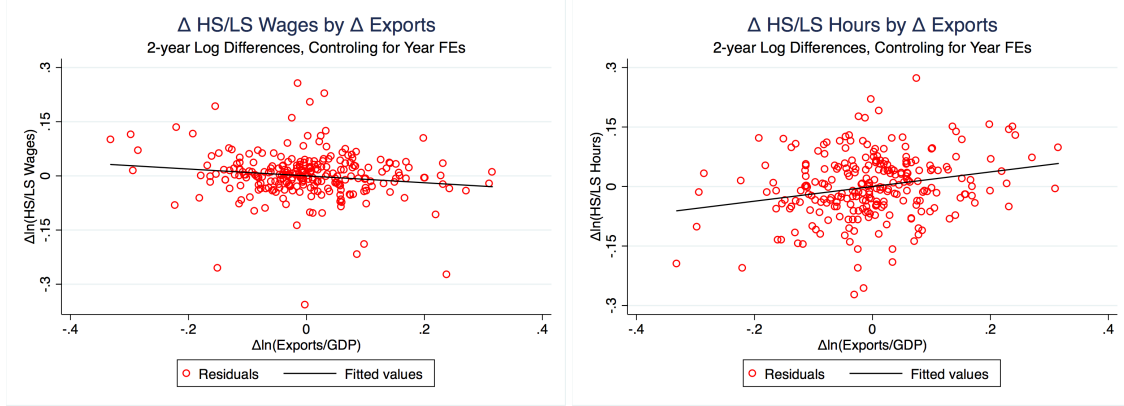 Δ HS/LS Wages by Δ Exports
2-year Log Differences, Controling for Year FEs
Δln(HS/LS Wages)
.3
.15
0
-.15
-.3
-.4
-.2
0
.2
.4
Δln(Exports/GDP)
Residuals
Fitted values
Δ HS/LS Hours by Δ Exports
2-year Log Differences, Controling for Year FEs
Δln(HS/LS Hours)
.3
.15
0
-.15
-.3
-.4
-.2
0
.2
.4
Δln(Exports/GDP)
Residuals
Fitted values